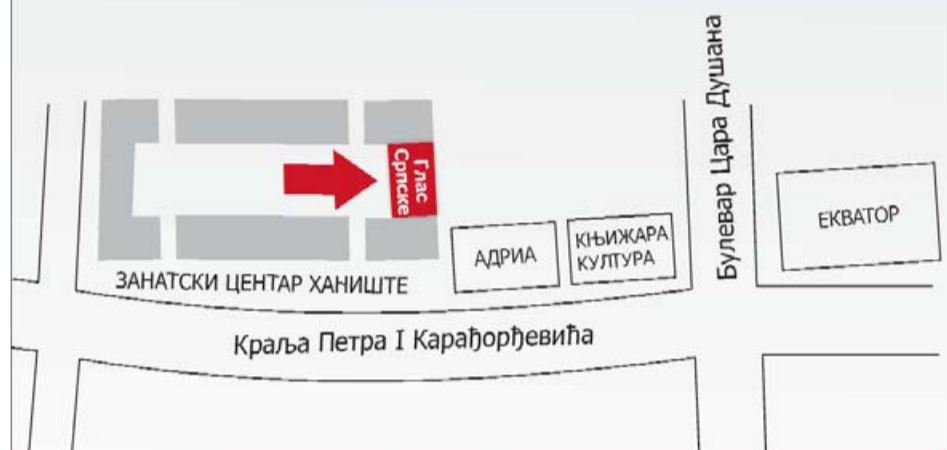 Булевар Цара Душана
Глас
Српске
ЕКВАТОР
КЊИЖАРА
КУЛТУРА
АДРИА
ЗАНАТСКИ ЦЕНТАР ХАНИШТЕ
Краља Петра I Карађорђевића